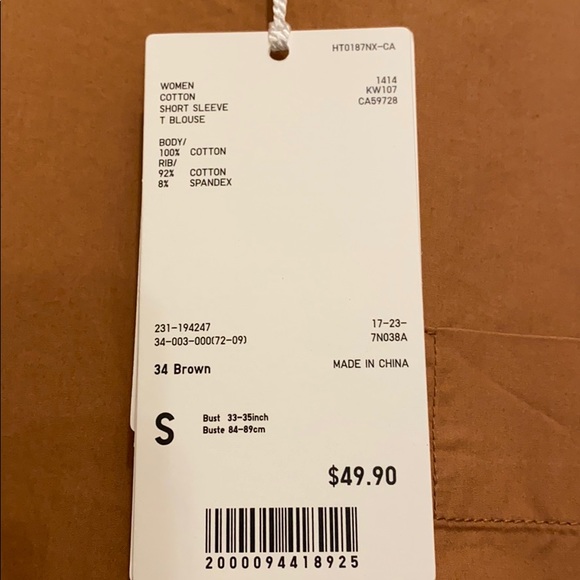 HT0187NX-CA
WOMEN
COTTON
SHORT SLEEVE
T BLOUSE
1414
KW107
CA59728
BODY/
100% COTTON
RIB/
92% COTTON
8% SPANDEX
231-194247
34-003-000(72-09)
17-23-
7N038A
34 Brown
MADE IN CHINA
S
Bust 33-35inch
Buste 84-89cm
$49.90
2000094418925